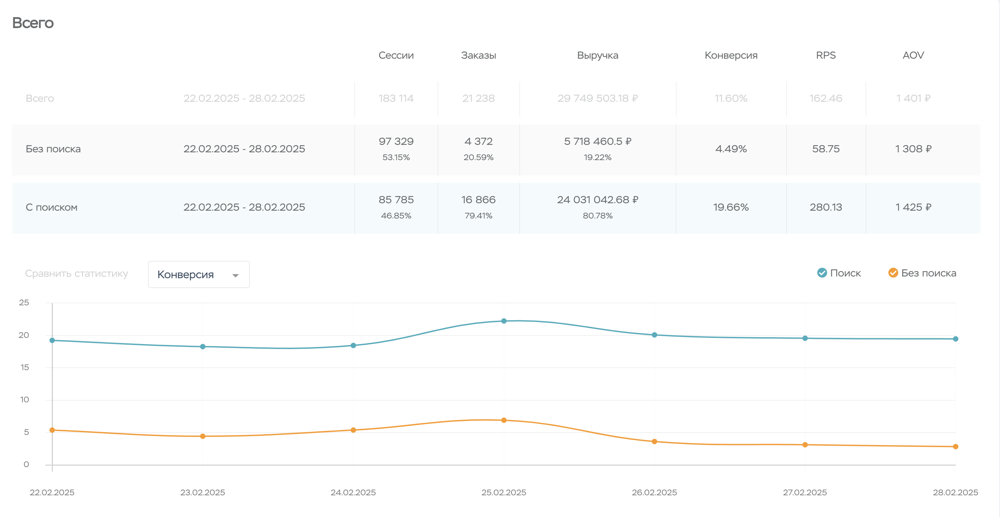 Всего
Сессии Заказы Выручка Конверсия RPS AOV
Всего 22.02.2025 - 28.02.2025 183 114 21 238 29 749 503.18 ₽ 11.60% 162.46 1 401 ₽
Без поиска 22.02.2025 - 28.02.2025 97 329 4 372 5 718 460.5 ₽ 4.49% 58.75 1 308 ₽
53.15% 20.59% 19.22%
С поиском 22.02.2025 - 28.02.2025 85 785 16 866 24 031 042.68 ₽ 19.66% 280.13 1 425 ₽
46.85% 79.41% 80.78%
Сравнить статистику Конверсия Поиск Без поиска
25
20
15
10
5
0
22.02.2025 23.02.2025 24.02.2025 25.02.2025 26.02.2025 27.02.2025 28.02.2025